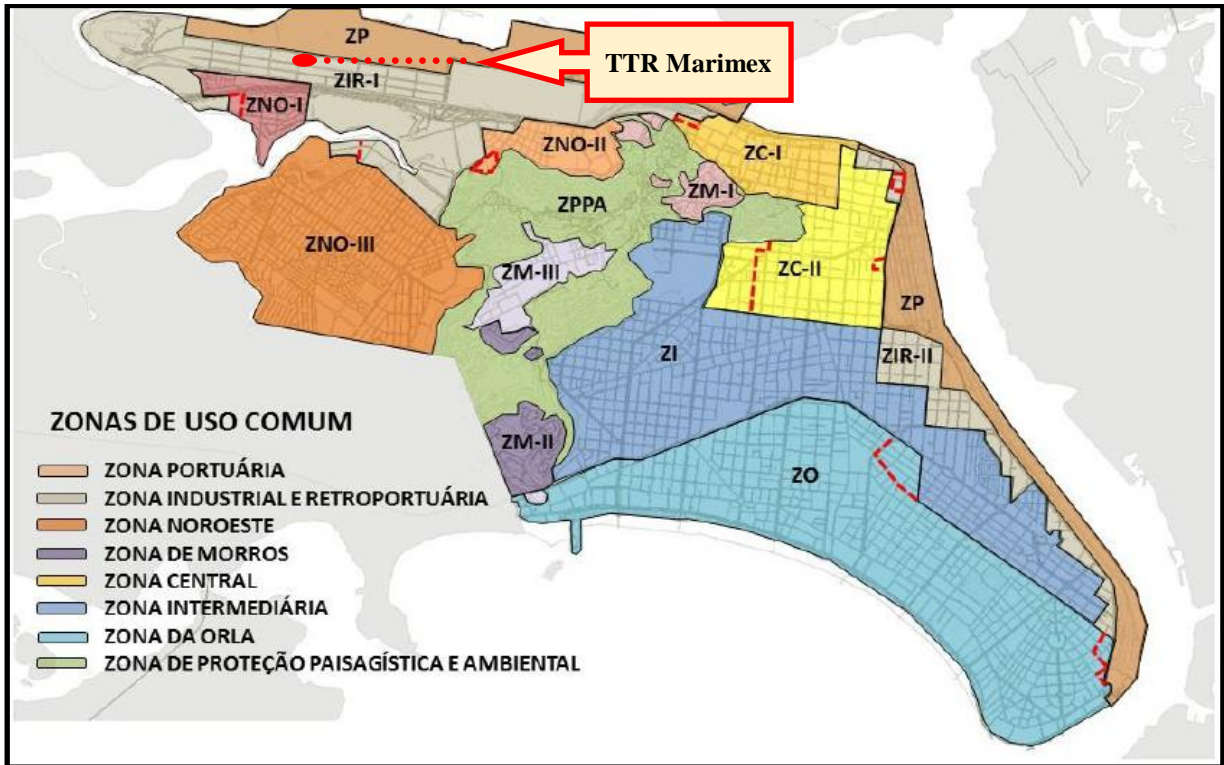 ZP
TTR Marimex
ZIR-I
ZNO-I
ZNO-II
ZC-I
ZM-I
ZPPA
ZNO-III
ZM-III
ZC-II
ZP
ZI
ZIR-II
ZM-II
ZO
ZONAS DE USO COMUM
ZONA PORTUÁRIA
ZONA INDUSTRIAL E RETROPORTUÁRIA
ZONA NOROESTE
ZONA DE MORROS
ZONA CENTRAL
ZONA INTERMEDIÁRIA
ZONA DA ORLA
ZONA DE PROTEÇÃO PAISAGÍSTICA E AMBIENTAL